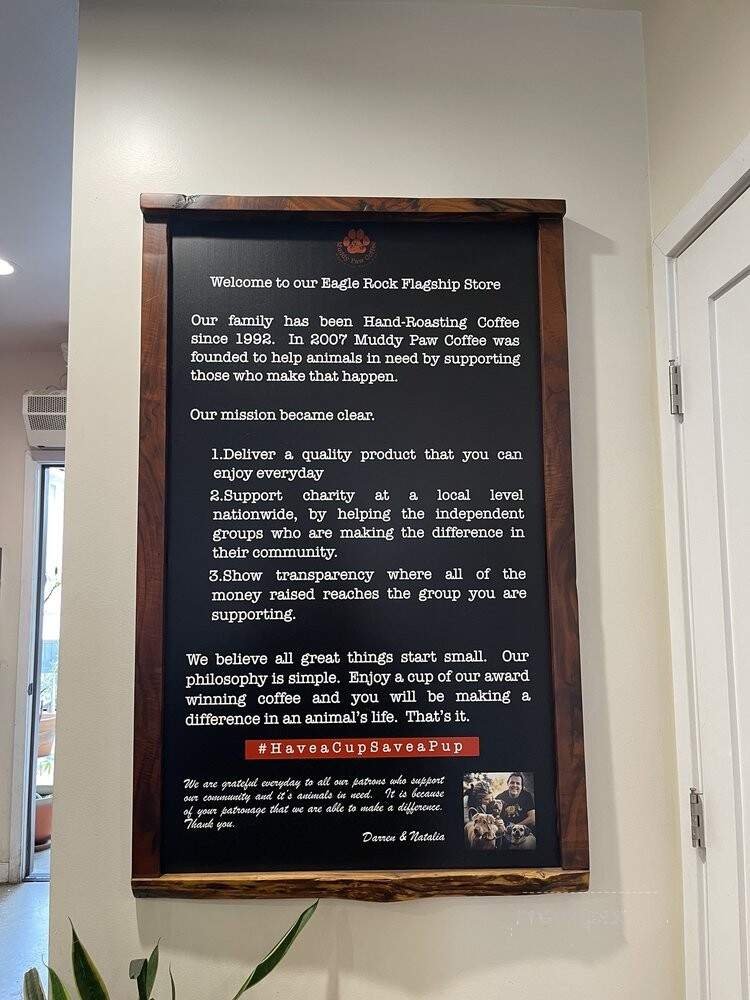 Muddy Paw Coffee
Welcome to our Eagle Rock Flagship Store
Our family has been Hand-Roasting Coffee
since 1992. In 2007 Muddy Paw Coffee was
founded to help animals in need by supporting
those who make that happen.
Our mission became clear.
1.Deliver a quality product that you can
enjoy everyday
2.Support charity at a local level
nationwide, by helping the independent
groups who are making the difference in
their community.
3.Show transparency where all of the
money raised reaches the group you are
supporting.
We believe all great things start small. Our
philosophy is simple. Enjoy a cup of our award
winning coffee and you will be making a
difference in an animal's life. That's it.
#HaveaCupSaveaPup
We are grateful everyday to all our patrons who support
our community and it's animals in need. It is because
of your patronage that we are able to make a difference.
Thank you.
Darren & Natalia